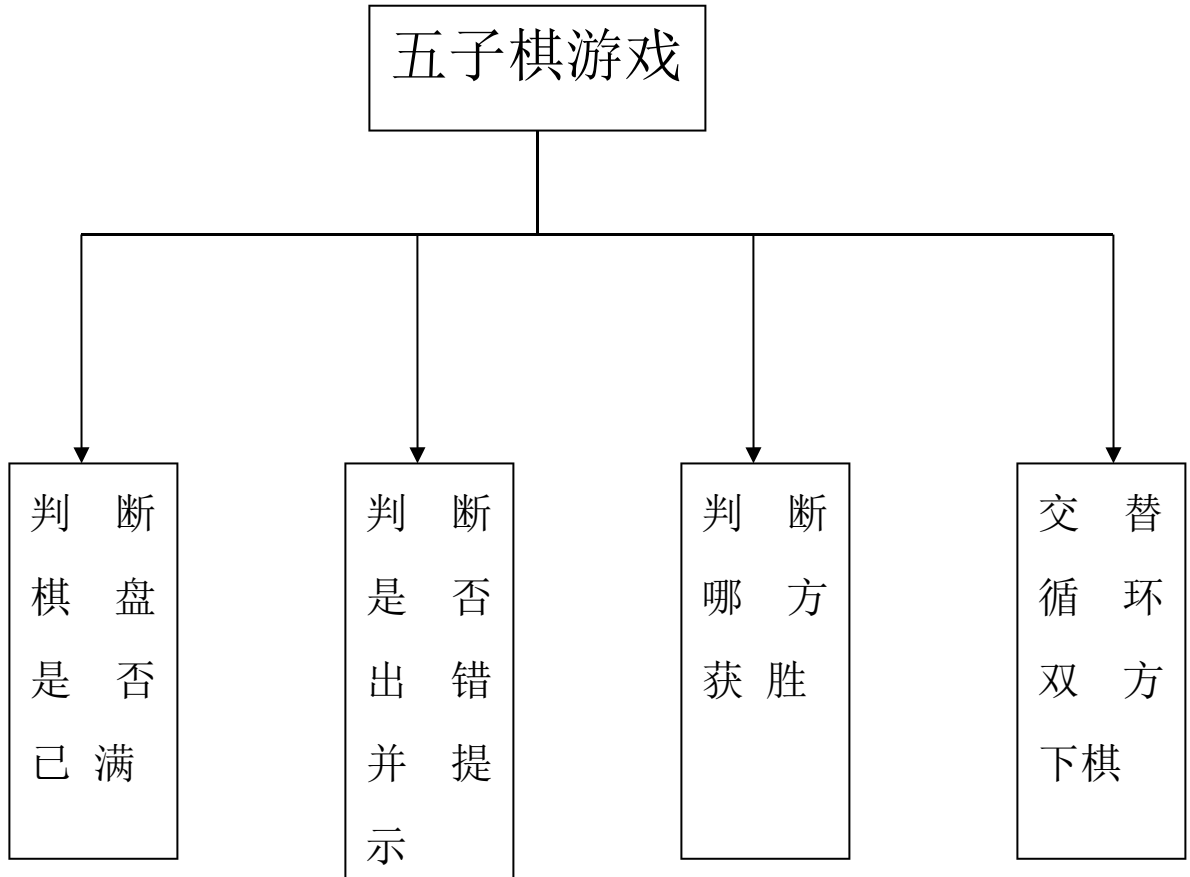 五子棋游戏
判 断
棋 盘
是 否
已 满
判 断
是 否
出 错
并 提
示
判 断
哪 方
获 胜
交 替
循 环
双 方
下棋